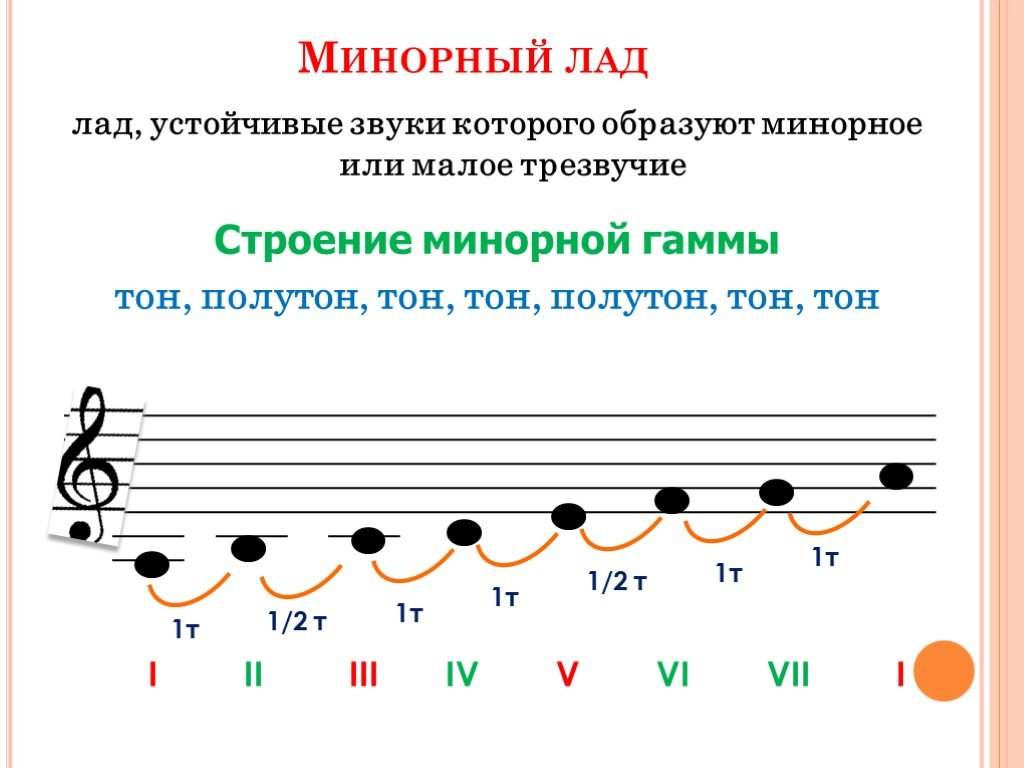 Минорный лад
лад, устойчивые звуки которого образуют минорное
или малое трезвучие
Строение минорной гаммы
тон, полутон, тон, тон, полутон, тон, тон
1т 1/2 т 1т 1т 1/2 т 1т 1т
I II III IV V VI VII I